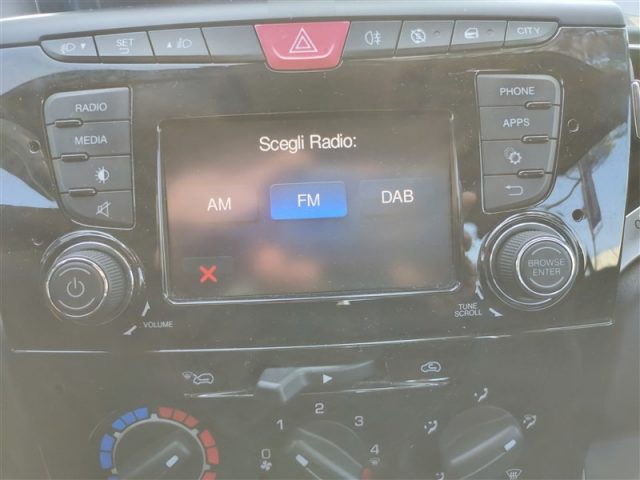 SET
CITY
RADIO
MEDIA
Scegli Radio:
AM
FM
DAB
PHONE
APPS
VOLUME
BROWSE
ENTER
TUNE
SCROLL
0
1
2
3
4